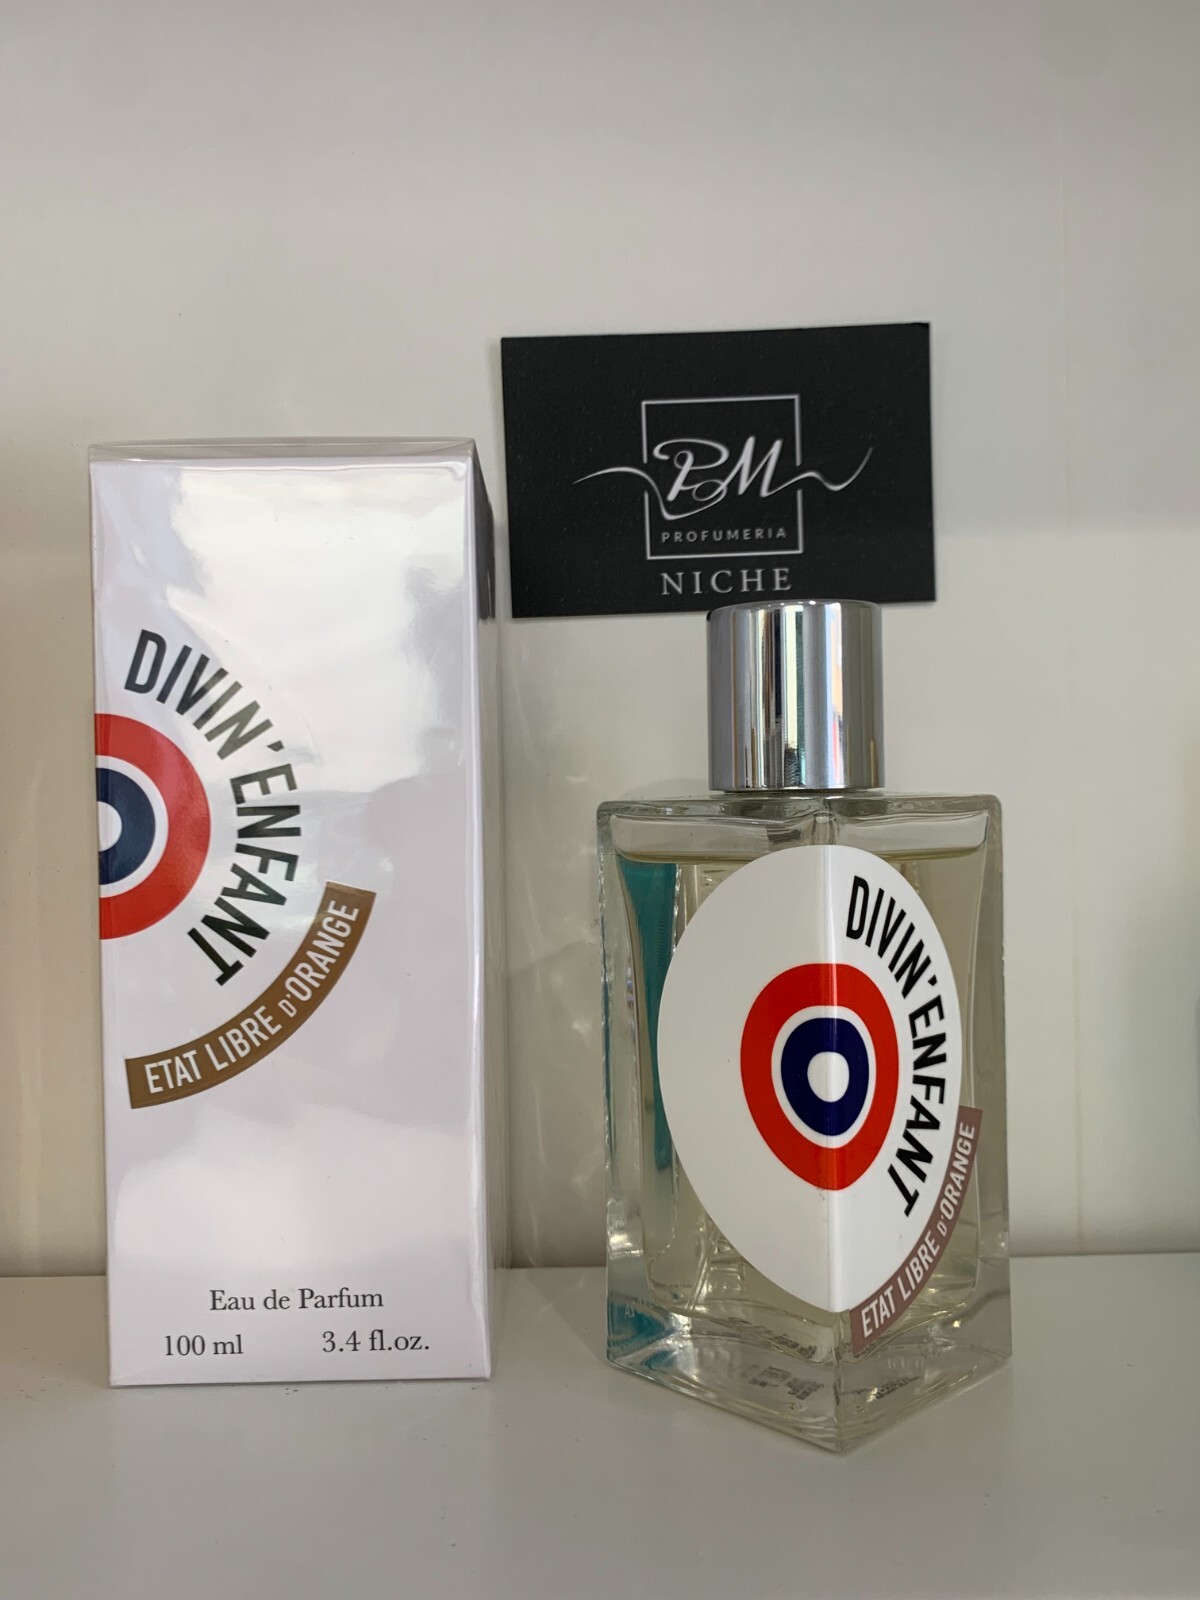 PM
PROFUMERIA
NICHE
DIVIN' ENFANT
ETAT LIBRE D'ORANGE
Eau de Parfum
100 ml 3.4 fl.oz.
DIVIN' ENFANT
ETAT LIBRE D'ORANGE